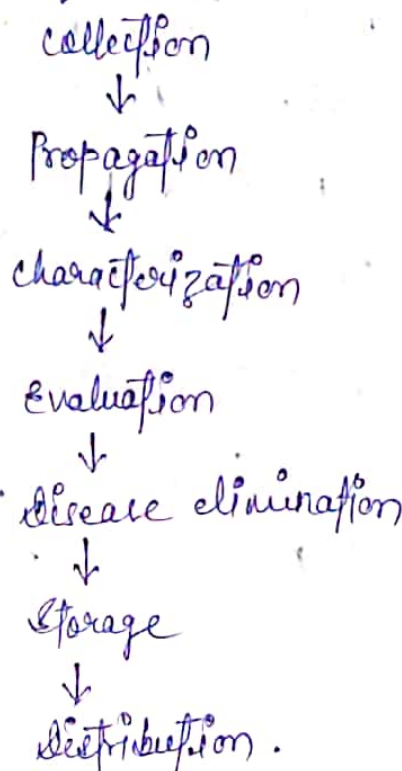 Collection
↓
Propagation
↓
Characterization
↓
Evaluation
↓
Disease elimination
↓
Storage
↓
Distribution.